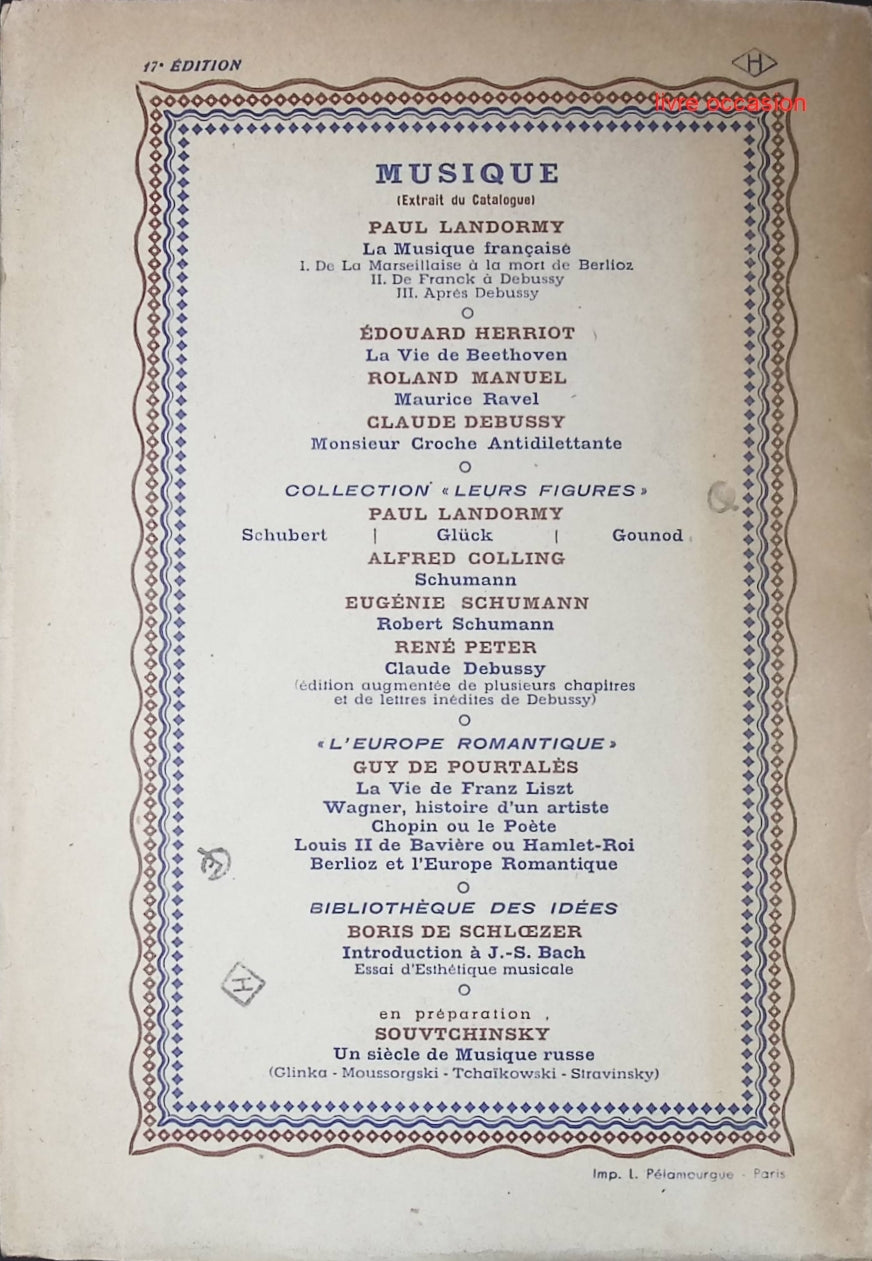 17e ÉDITION
H
livre occasion
MUSIQUE
(Extrait du Catalogue)
PAUL LANDORMY
La Musique française
I. De La Marseillaise à la mort de Berlioz
II. De Franck à Debussy
III. Après Debussy
ÉDOUARD HERRIOT
La Vie de Beethoven
ROLAND MANUEL
Maurice Ravel
CLAUDE DEBUSSY
Monsieur Croche Antidilettante
COLLECTION «LEURS FIGURES»
PAUL LANDORMY
Schubert | Glück | Gounod
ALFRED COLLING
Schumann
EUGÉNIE SCHUMANN
Robert Schumann
RENÉ PETER
Claude Debussy
(édition augmentée de plusieurs chapitres
et de lettres inédites de Debussy)
«L'EUROPE ROMANTIQUE»
GUY DE POURTALÈS
La Vie de Franz Liszt
Wagner, histoire d'un artiste
Chopin ou le Poète
Louis II de Bavière ou Hamlet-Roi
Berlioz et l'Europe Romantique
BIBLIOTHÈQUE DES IDÉES
BORIS DE SCHLŒZER
Introduction à J.-S. Bach
Essai d'Esthétique musicale
H
en préparation
SOUVTCHINSKY
Un siècle de Musique russe
(Glinka - Moussorgski - Tchaïkowski - Stravinsky)
Imp. L. Pélamourgue - Paris